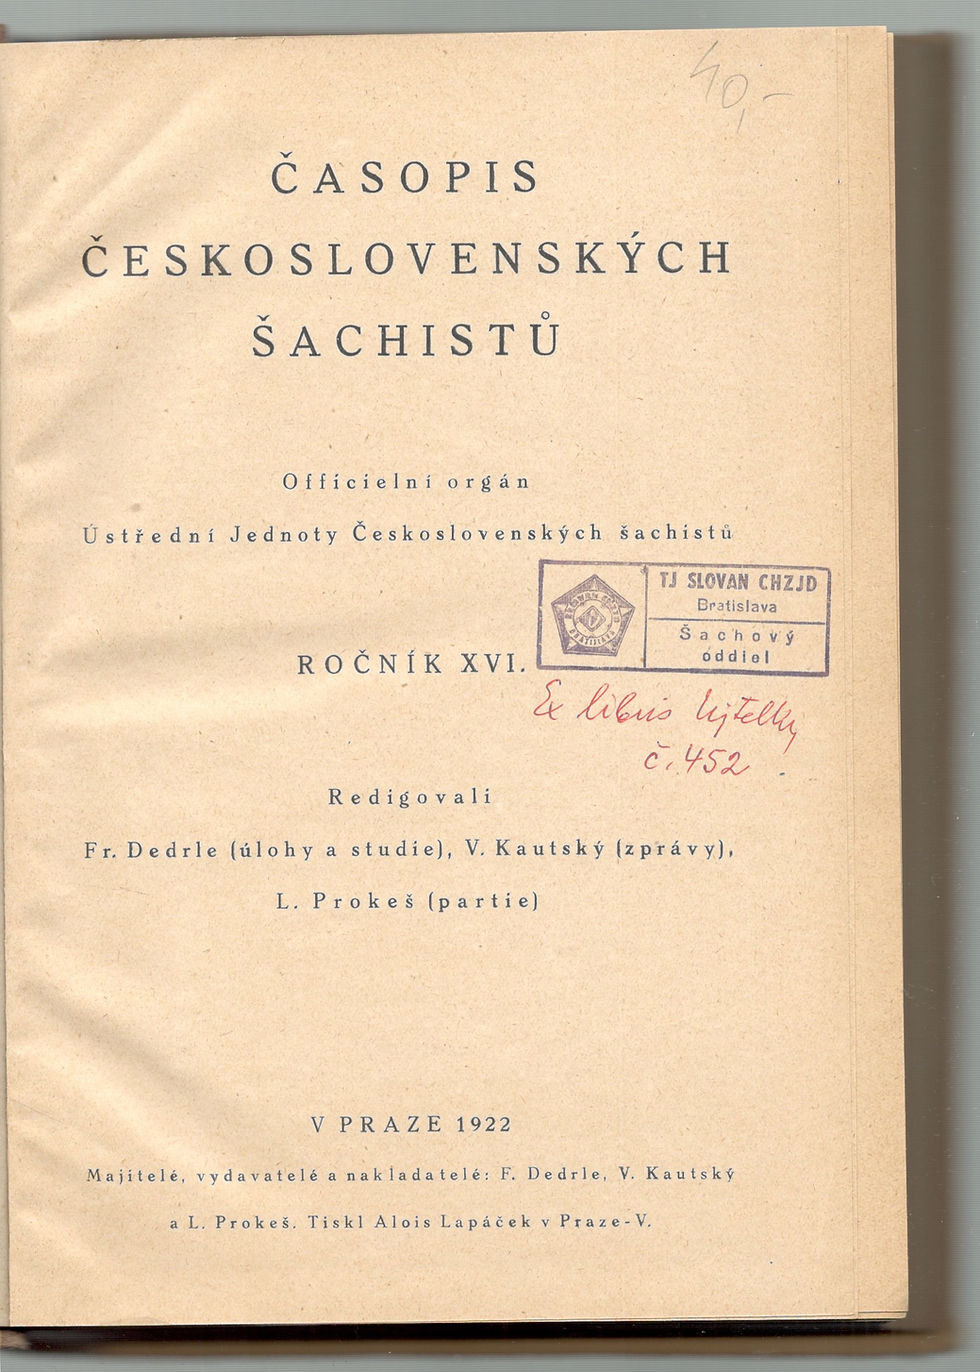 40,-
ČASOPIS
ČESKOSLOVENSKÝCH
ŠACHISTŮ
Officielní orgán
Ústřední Jednoty Československých šachistů
TJ SLOVAN CHZJD
Bratislava
Šachový
oddiel
ROČNÍK XVI.
Ex libris
č. 452
Redigovali
Fr. Dedrle (úlohy a studie), V. Kautský (zprávy),
L. Prokeš (partie)
V PRAZE 1922
Majitelé, vydavatelé a nakladatelé: F. Dedrle, V. Kautský
a L. Prokeš. Tiskl Alois Lapáček v Praze-V.